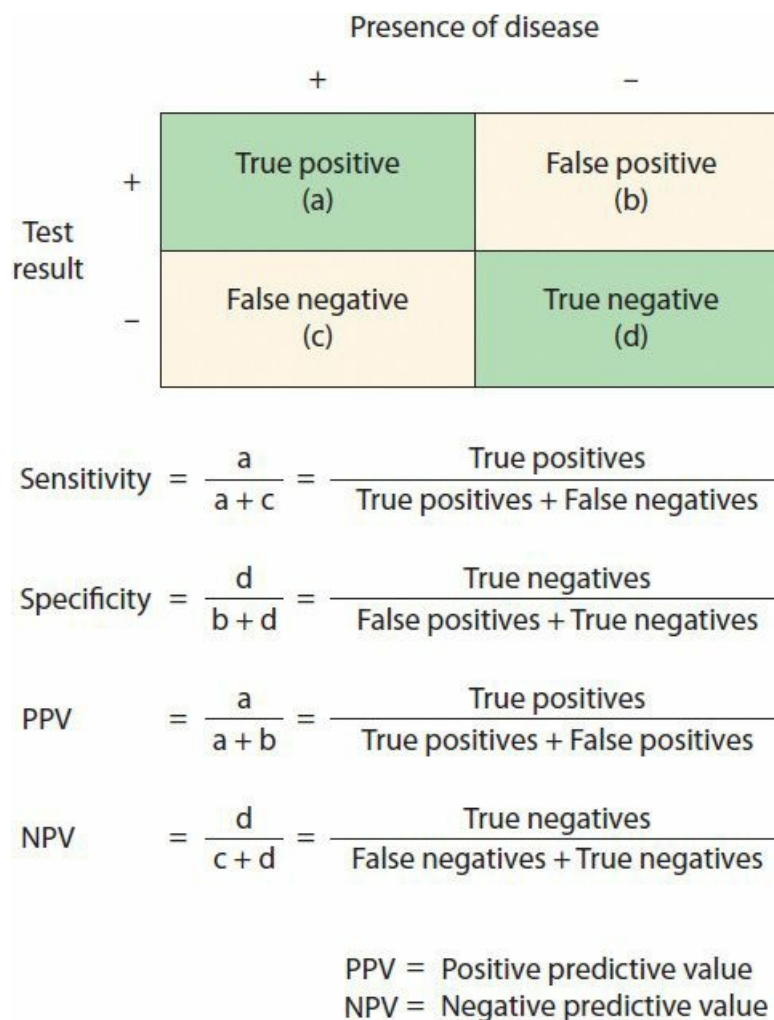 Presence of disease
+ –
+ True positive False positive
(a) (b)
Test
result
– False negative True negative
(c) (d)
Sensitivity = a / a + c = True positives / True positives + False negatives
Specificity = d / b + d = True negatives / False positives + True negatives
PPV = a / a + b = True positives / True positives + False positives
NPV = d / c + d = True negatives / False negatives + True negatives
PPV = Positive predictive value
NPV = Negative predictive value